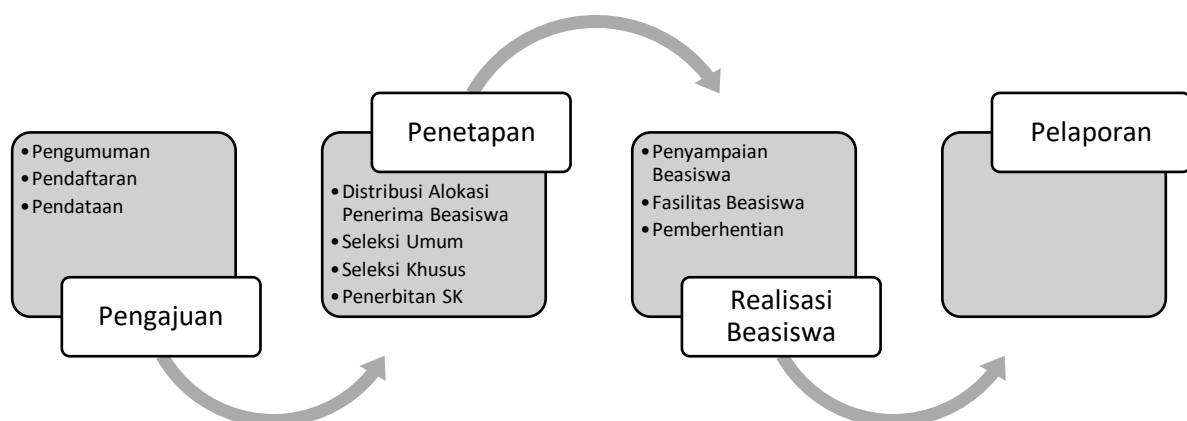 • Pengumuman
• Pendaftaran
• Pendataan
Pengajuan
Penetapan
• Distribusi Alokasi
Penerima Beasiswa
• Seleksi Umum
• Seleksi Khusus
• Penerbitan SK
• Penyampaian
Beasiswa
• Fasilitas Beasiswa
• Pemberhentian
Realisasi
Beasiswa
Pelaporan